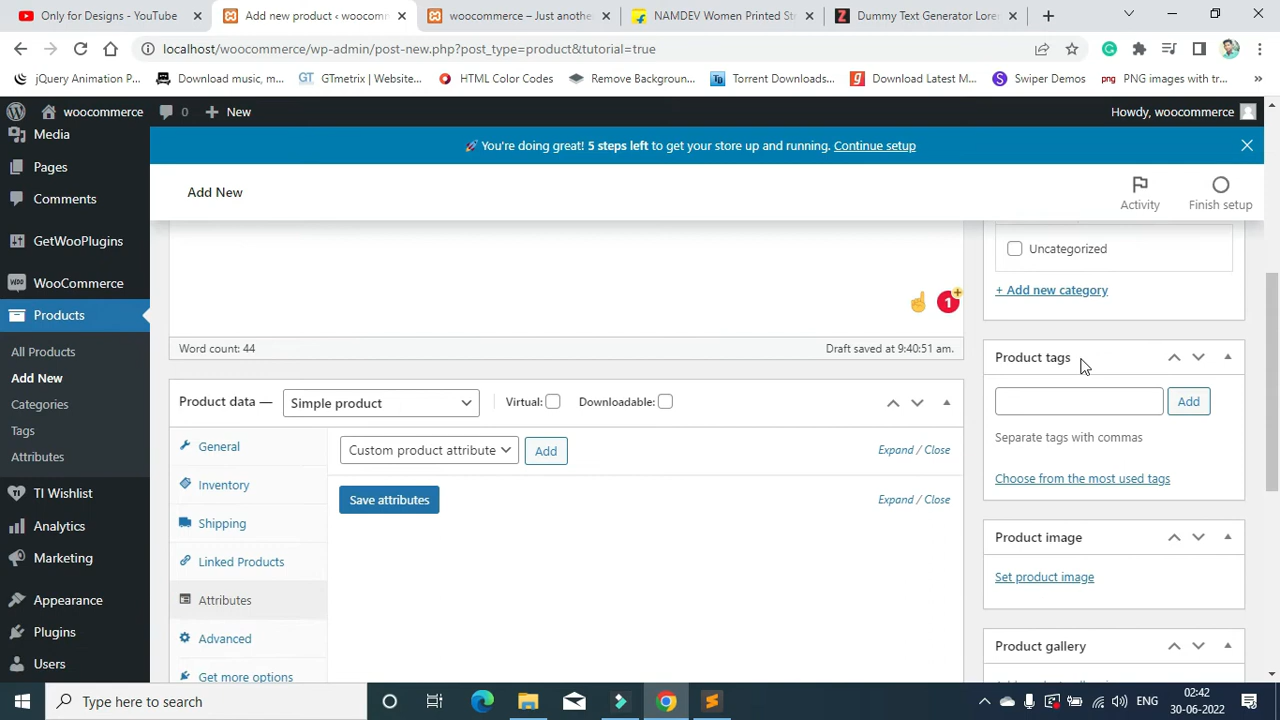 Only for Designs - YouTube
Add new product ‹ woocomm
woocommerce – Just anothe
NAMDEV Women Printed St
Dummy Text Generator Lore
localhost/woocommerce/wp-admin/post-new.php?post_type=product&tutorial=true
jQuery Animation P...
Download music, m...
GT
GTmetrix | Website...
HTML Color Codes
Remove Background...
Torrent Downloads...
Download Latest M...
Swiper Demos
png
PNG images with tr...
woocommerce
0
New
Howdy, woocommerce
Media
Pages
Comments
GetWooPlugins
WooCommerce
Products
All Products
Add New
Categories
Tags
Attributes
TI Wishlist
Analytics
Marketing
Appearance
Plugins
Users
You're doing great! 5 steps left to get your store up and running. Continue setup
Add New
Activity
Finish setup
1
Word count: 44
Draft saved at 9:40:51 am.
Product data —
Simple product
Virtual:
Downloadable:
General
Inventory
Shipping
Linked Products
Attributes
Advanced
Get more options
Custom product attribute
Add
Expand / Close
Save attributes
Expand / Close
Uncategorized
+ Add new category
Product tags
Add
Separate tags with commas
Choose from the most used tags
Product image
Set product image
Product gallery
Type here to search
ENG
02:42
30-06-2022